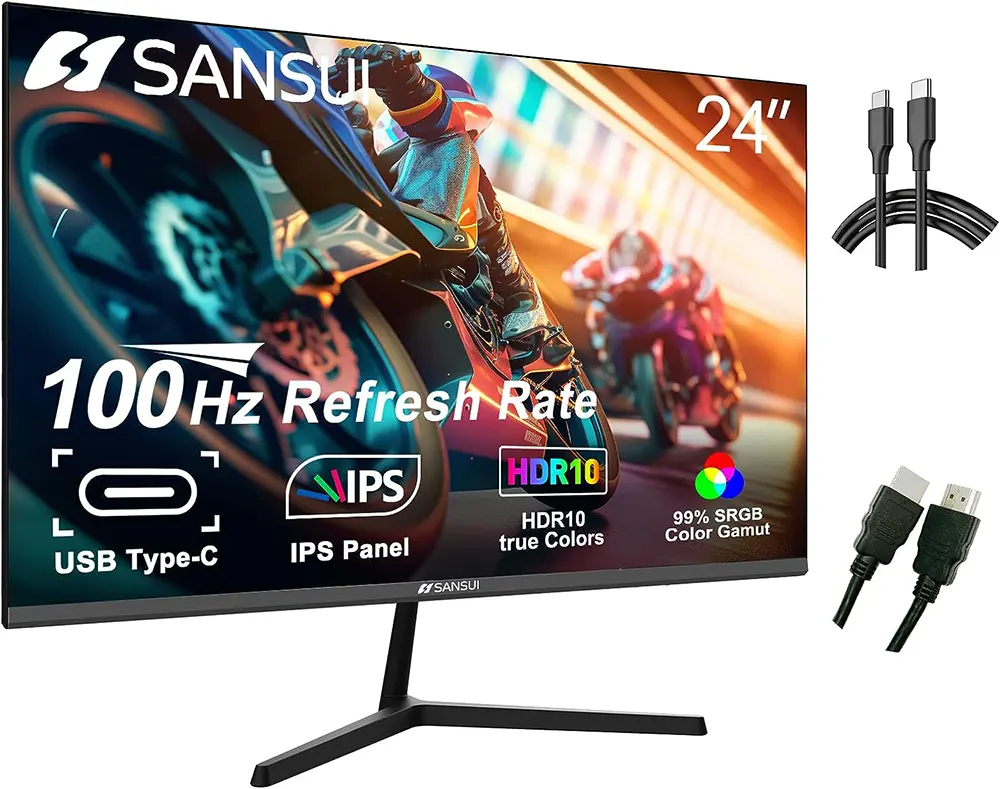 SANSUI
24"
100Hz Refresh Rate
IPS
HDR10
USB Type-C
IPS Panel
HDR10
true Colors
99% SRGB
Color Gamut
SANSUI